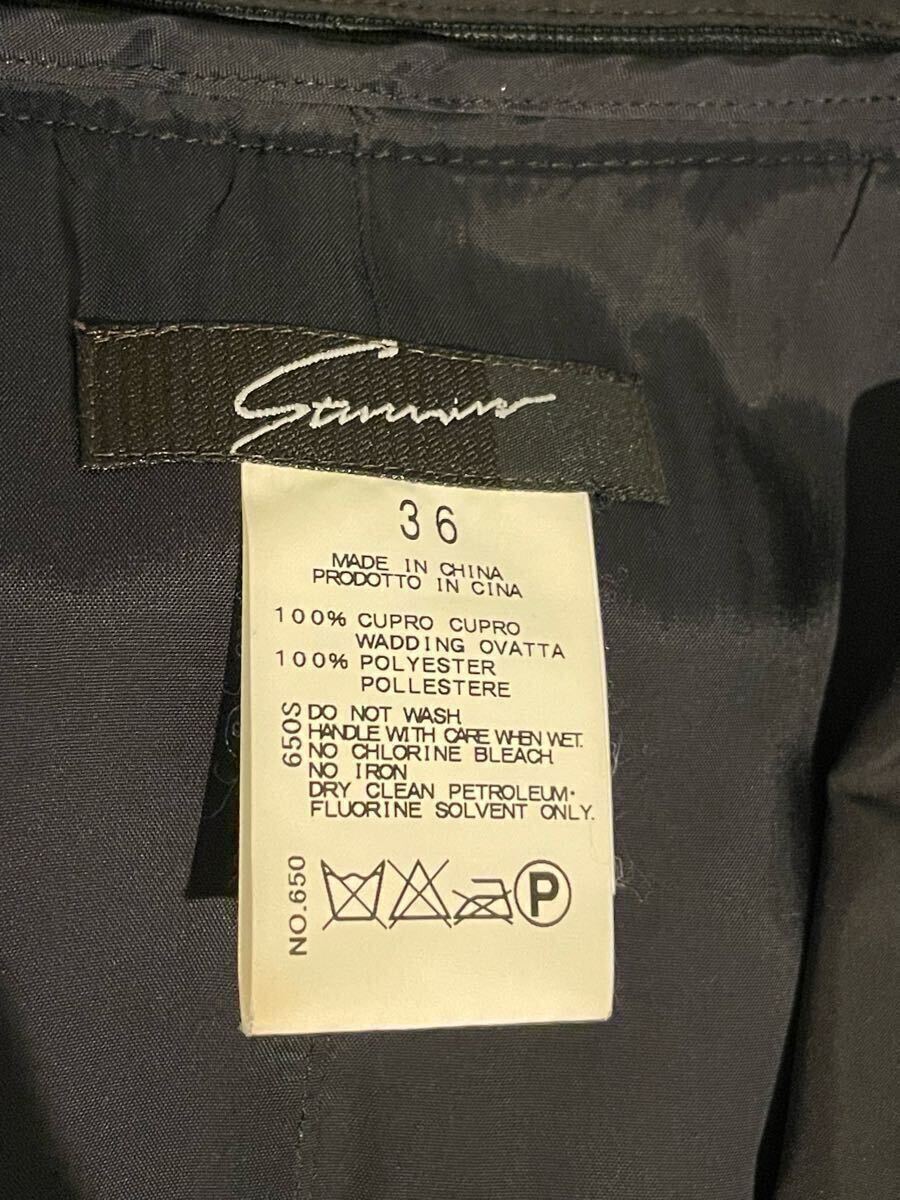 36
MADE IN CHINA
PRODOTTO IN CINA
100% CUPRO CUPRO
WADDING OVATTA
100% POLYESTER
POLLESTERE
650S
DO NOT WASH
HANDLE WITH CARE WHEN WET.
NO CHLORINE BLEACH
NO IRON
DRY CLEAN PETROLEUM·
FLUORINE SOLVENT ONLY.
NO.650
P